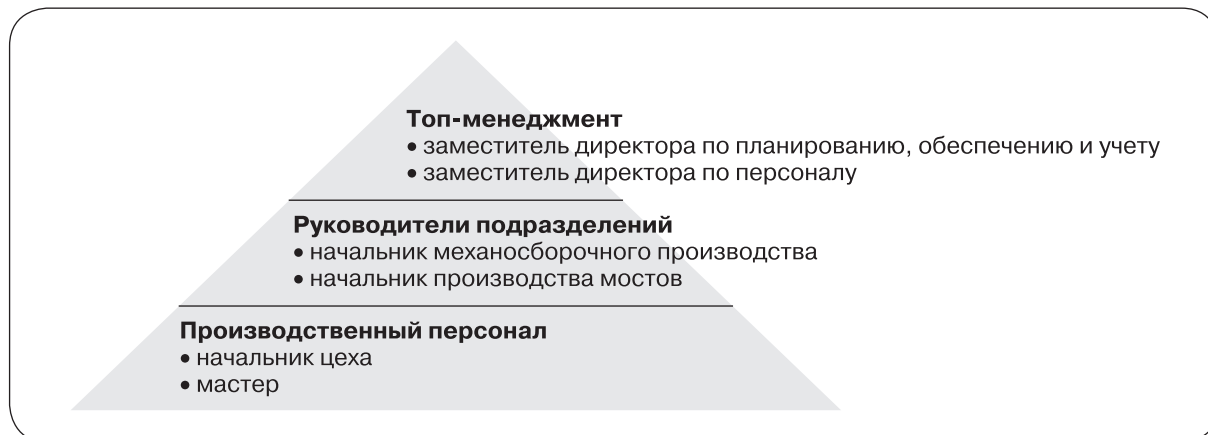 Топ-менеджмент
• заместитель директора по планированию, обеспечению и учету
• заместитель директора по персоналу
Руководители подразделений
• начальник механосборочного производства
• начальник производства мостов
Производственный персонал
• начальник цеха
• мастер